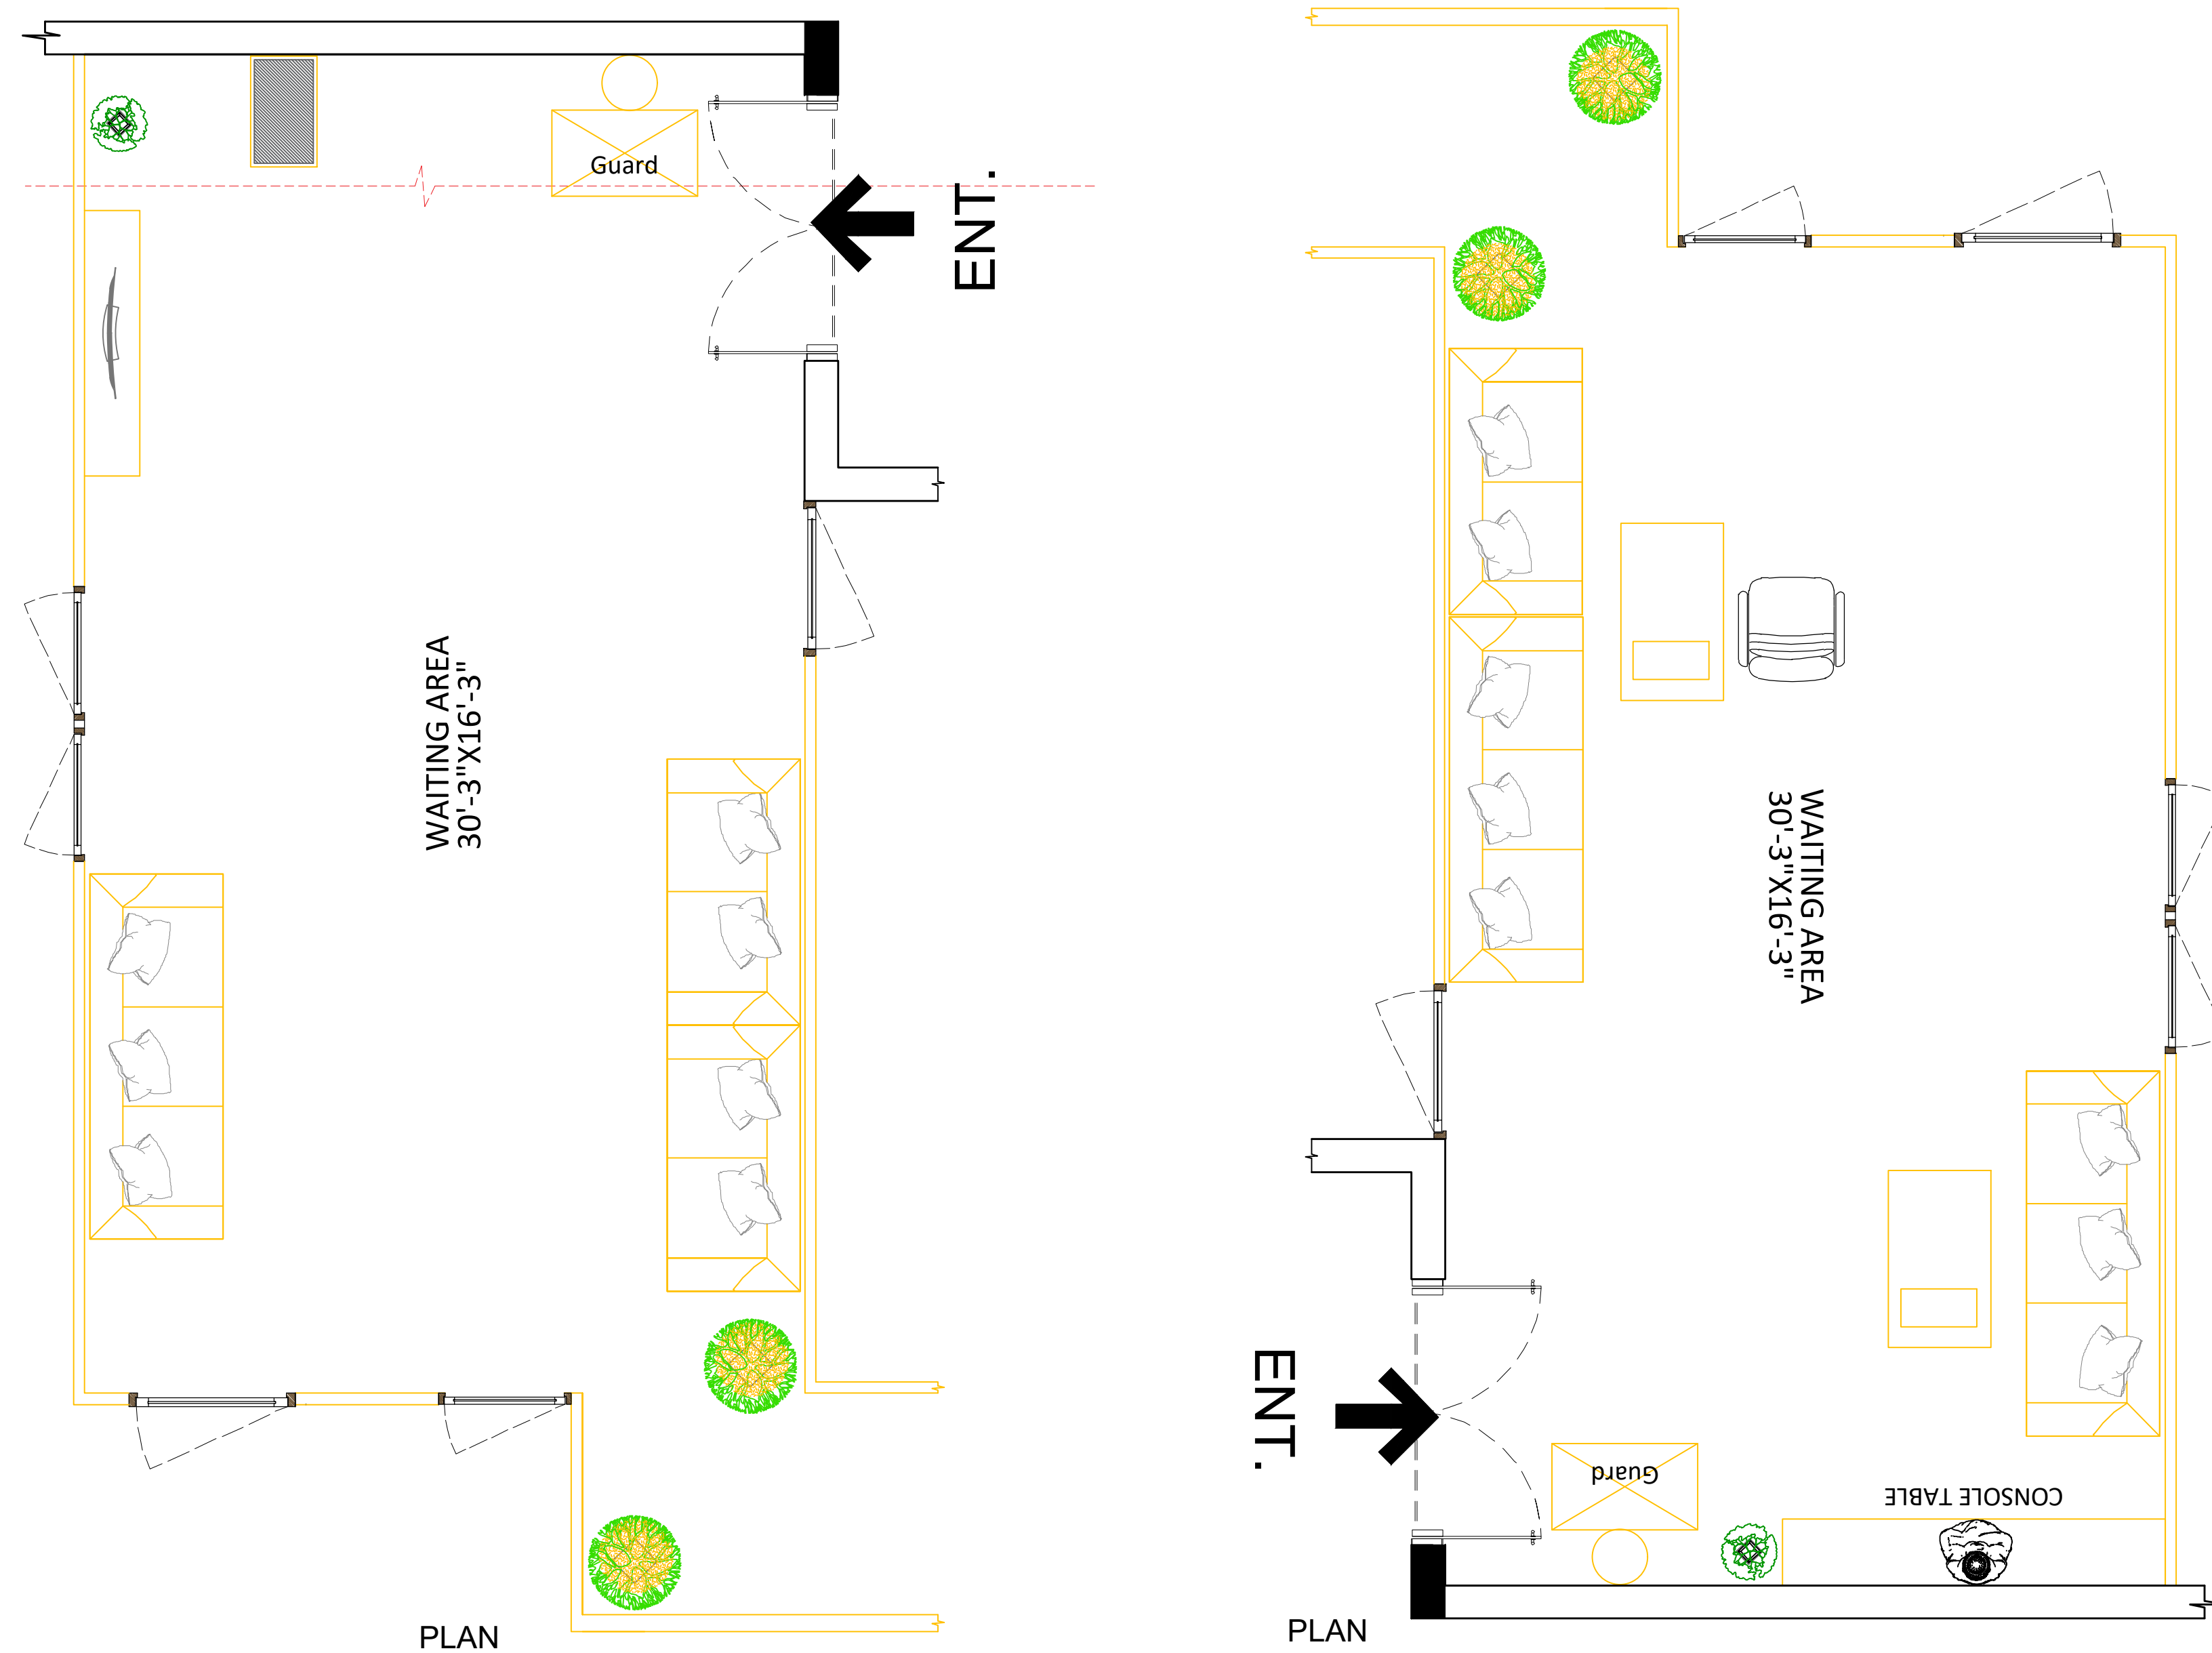 Guard
ENT.
WAITING AREA
30'-3"X16'-3"
PLAN
WAITING AREA
30'-3"X16'-3"
ENT.
Guard
CONSOLE TABLE
PLAN